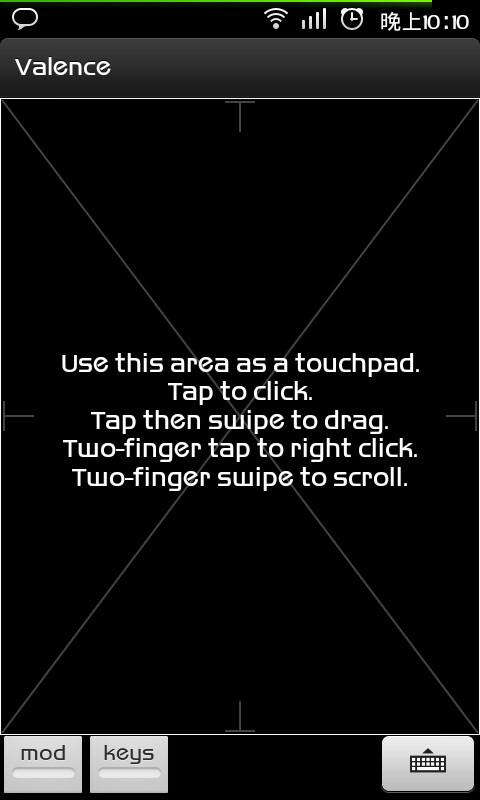 晚上10:10
Valence
Use this area as a touchpad.
Tap to click.
Tap then swipe to drag.
Two-finger tap to right click.
Two-finger swipe to scroll.
mod
keys